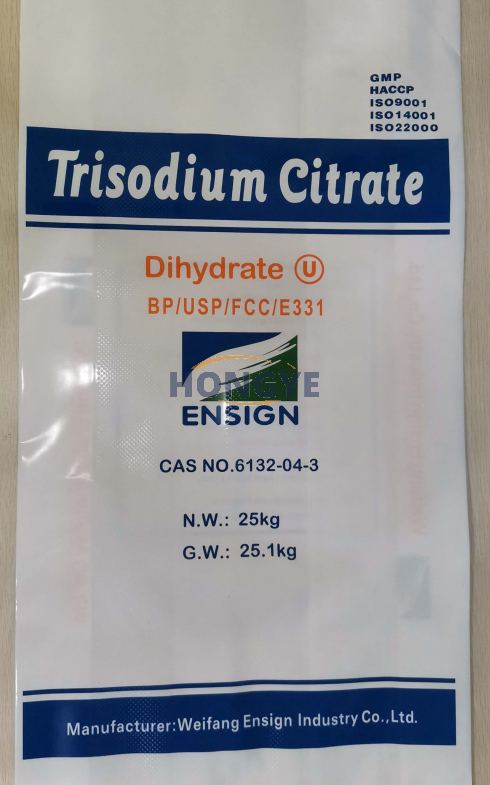 GMP
HACCP
ISO9001
ISO14001
ISO22000
Trisodium Citrate
Dihydrate U
BP/USP/FCC/E331
HONGYE
ENSIGN
CAS NO.6132-04-3
N.W.: 25kg
G.W.: 25.1kg
Manufacturer:Weifang Ensign Industry Co.,Ltd.